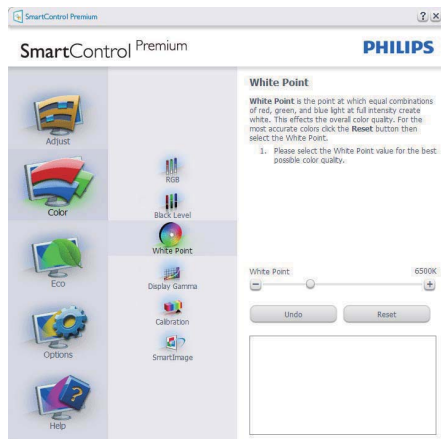 SmartControl Premium
? ×
SmartControl Premium
PHILIPS
Adjust
Color
Eco
Options
Help
RGB
Black Level
White Point
Display Gamma
Calibration
SmartImage
White Point
White Point is the point at which equal combinations
of red, green, and blue light at full intensity create
white. This effects the overall color quality. For the
most accurate colors click the Reset button then
select the White Point.
1. Please select the White Point value for the best
possible color quality.
White Point 6500K
Undo Reset